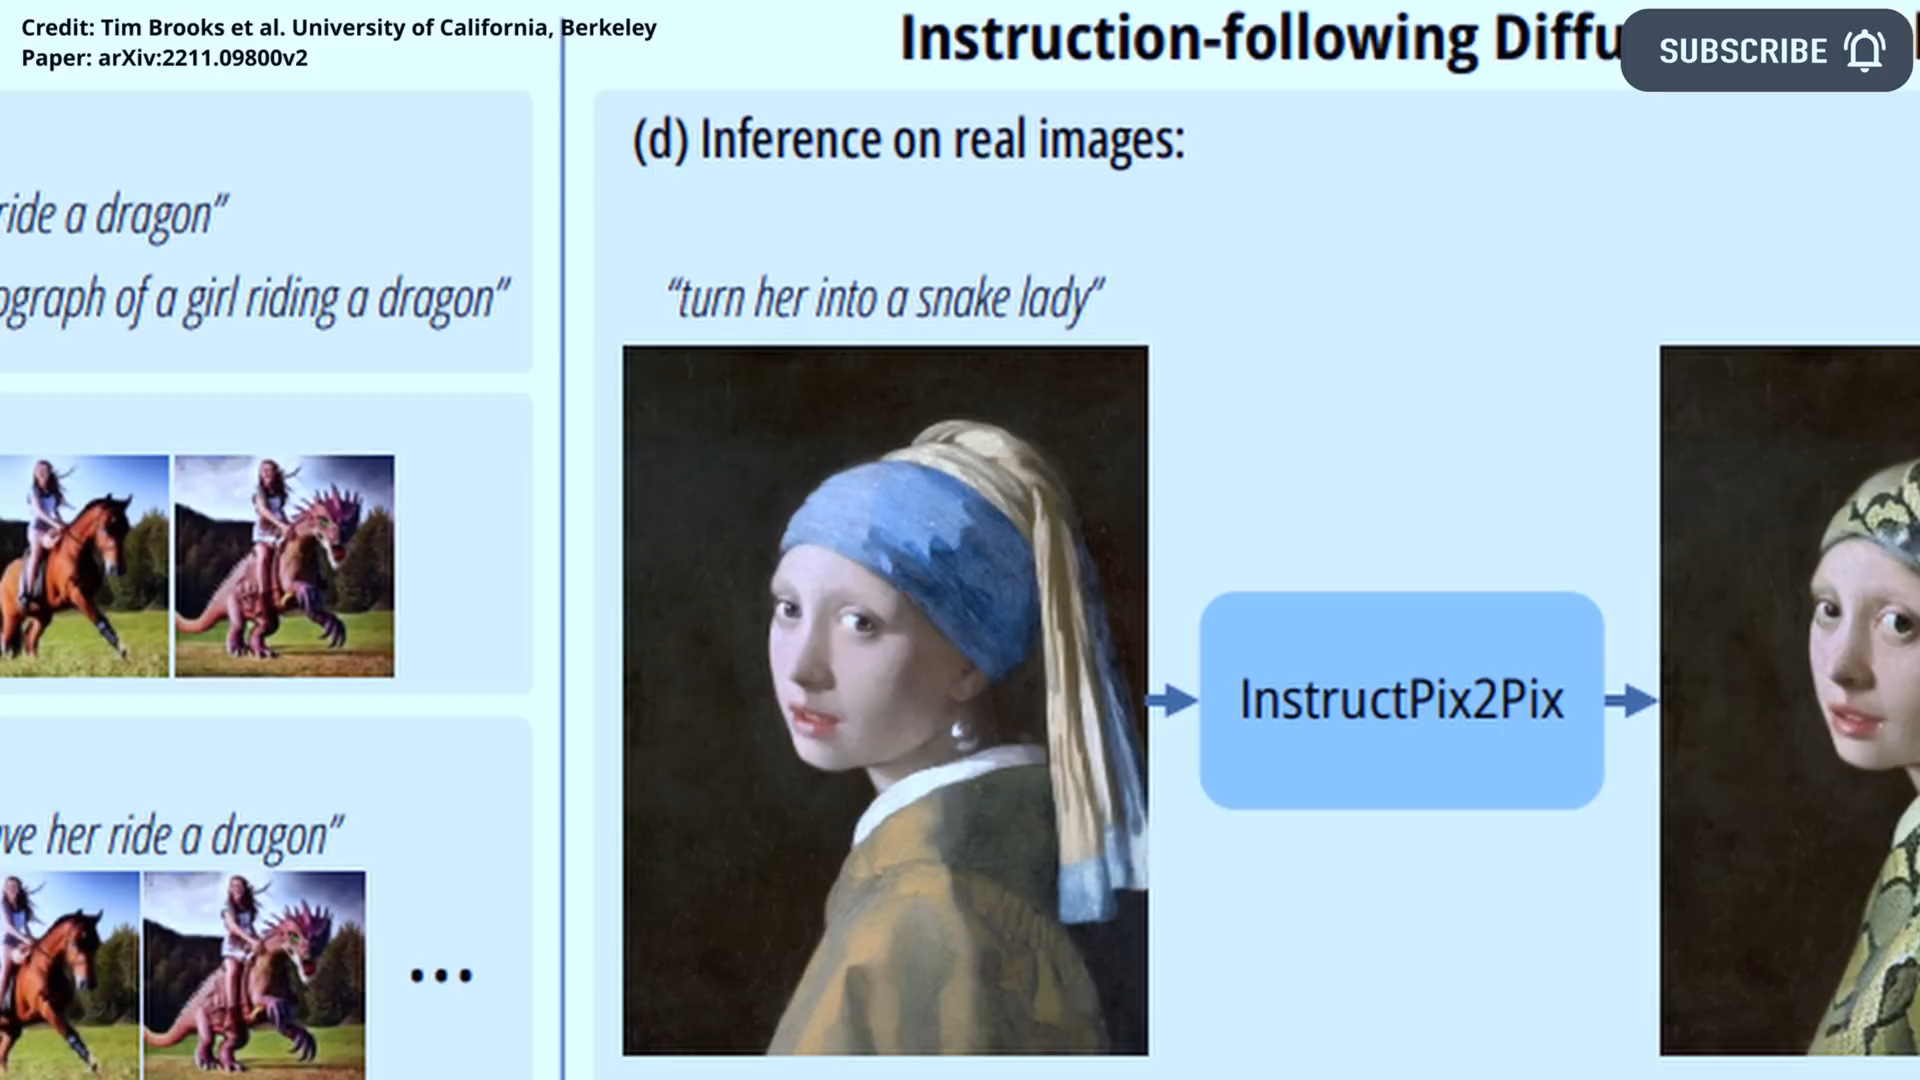 Credit: Tim Brooks et al. University of California, Berkeley
Paper: arXiv:2211.09800v2
Instruction-following Diffu
SUBSCRIBE
ride a dragon”
ograph of a girl riding a dragon”
ve her ride a dragon”
(d) Inference on real images:
“turn her into a snake lady”
InstructPix2Pix